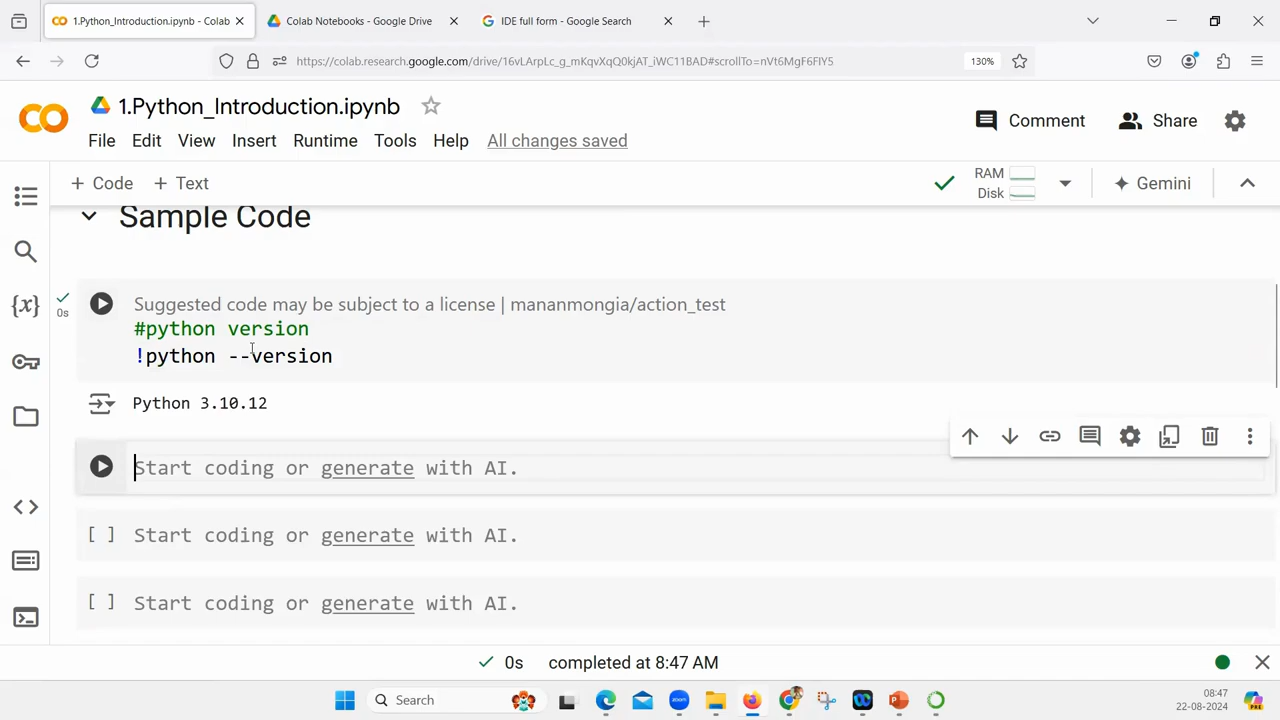 1.Python_Introduction.ipynb - Colab
Colab Notebooks - Google Drive
IDE full form - Google Search
https://colab.research.google.com/drive/16vLArpLc_g_mKqvXqQ0kjAT_iWC11BAD#scrollTo=nVt6MgF6FlY5
130%
1.Python_Introduction.ipynb
File Edit View Insert Runtime Tools Help All changes saved
Comment
Share
+ Code + Text
RAM
Disk
Gemini
Sample Code
0s
Suggested code may be subject to a license | mananmongia/action_test
#python version
!python --version
Python 3.10.12
Start coding or generate with AI.
[ ] Start coding or generate with AI.
[ ] Start coding or generate with AI.
0s completed at 8:47 AM
Search
zoom
08:47
22-08-2024